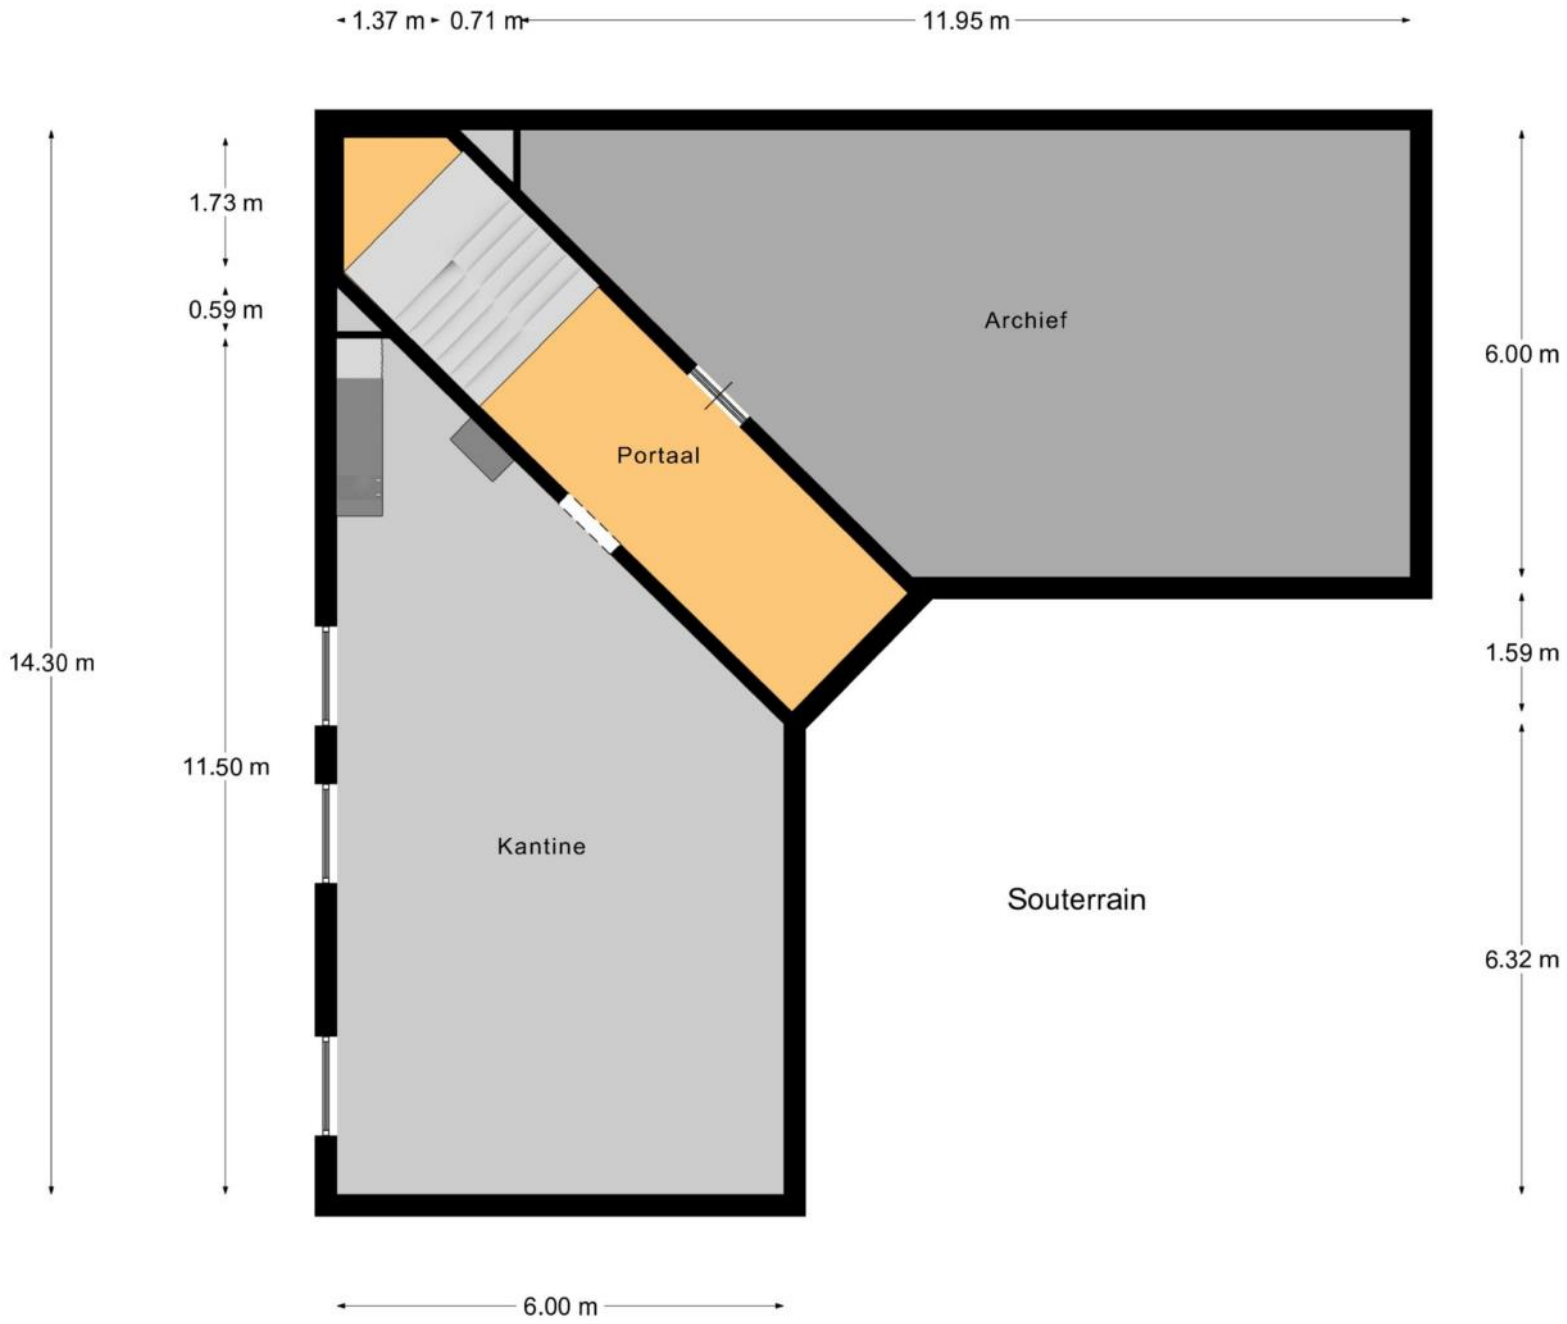 1.37 m 0.71 m 11.95 m
1.73 m
0.59 m
Archief
6.00 m
Portaal
1.59 m
14.30 m
11.50 m
Kantine
Souterrain
6.32 m
6.00 m